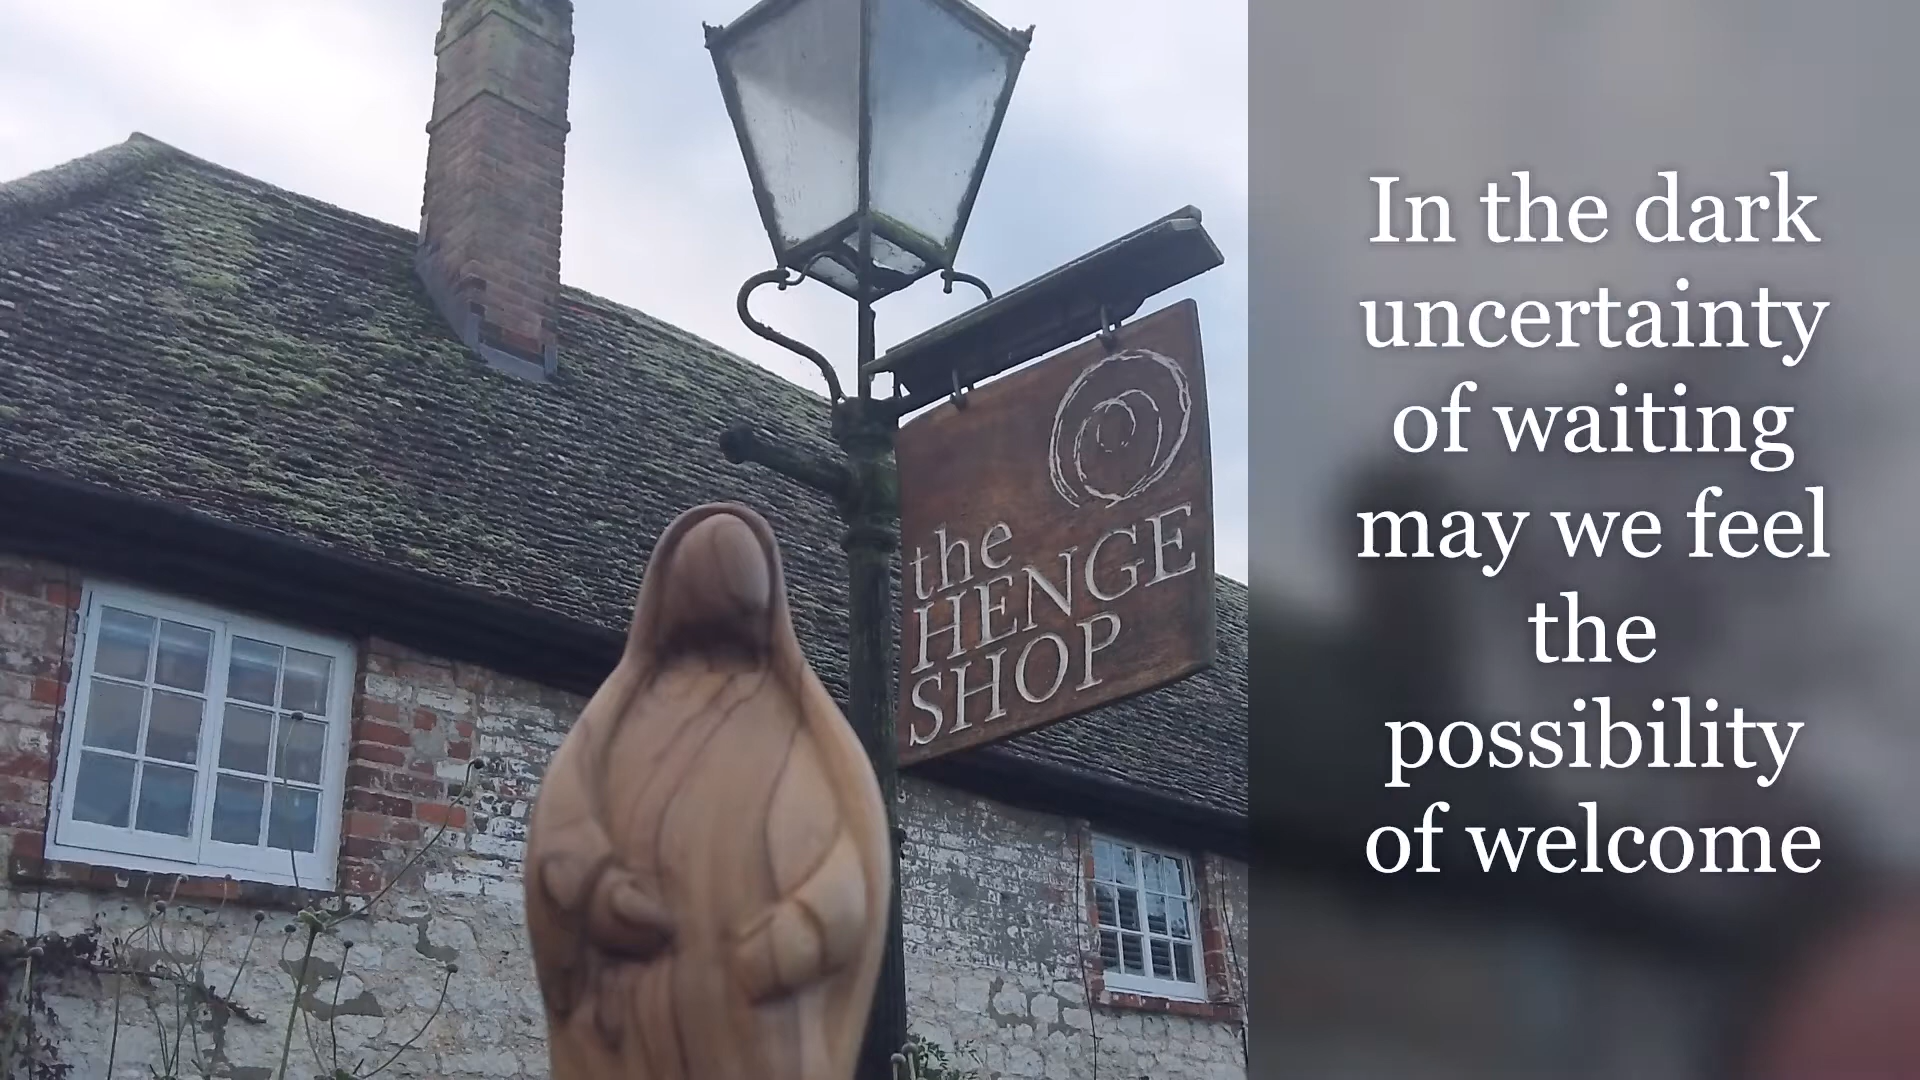 the
HENGE
SHOP
In the dark
uncertainty
of waiting
may we feel
the
possibility
of welcome